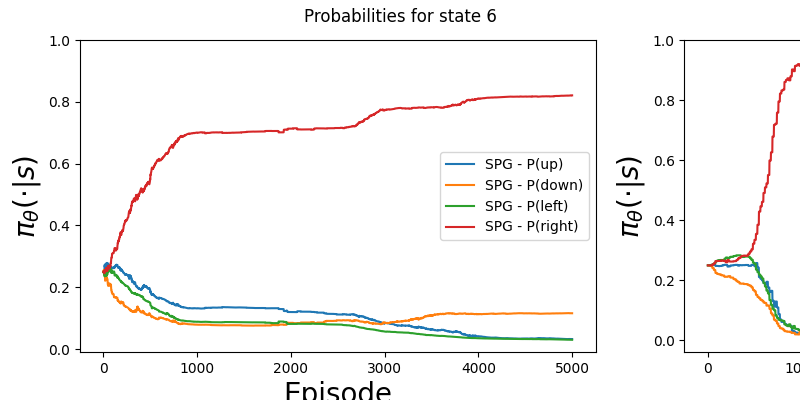 Probabilities for state 6
1.0
0.8
0.6
0.4
0.2
0.0
π_θ(·|s)
SPG - P(up)
SPG - P(down)
SPG - P(left)
SPG - P(right)
0 1000 2000 3000 4000 5000
Episode
1.0
0.8
0.6
0.4
0.2
0.0
π_θ(·|s)
0